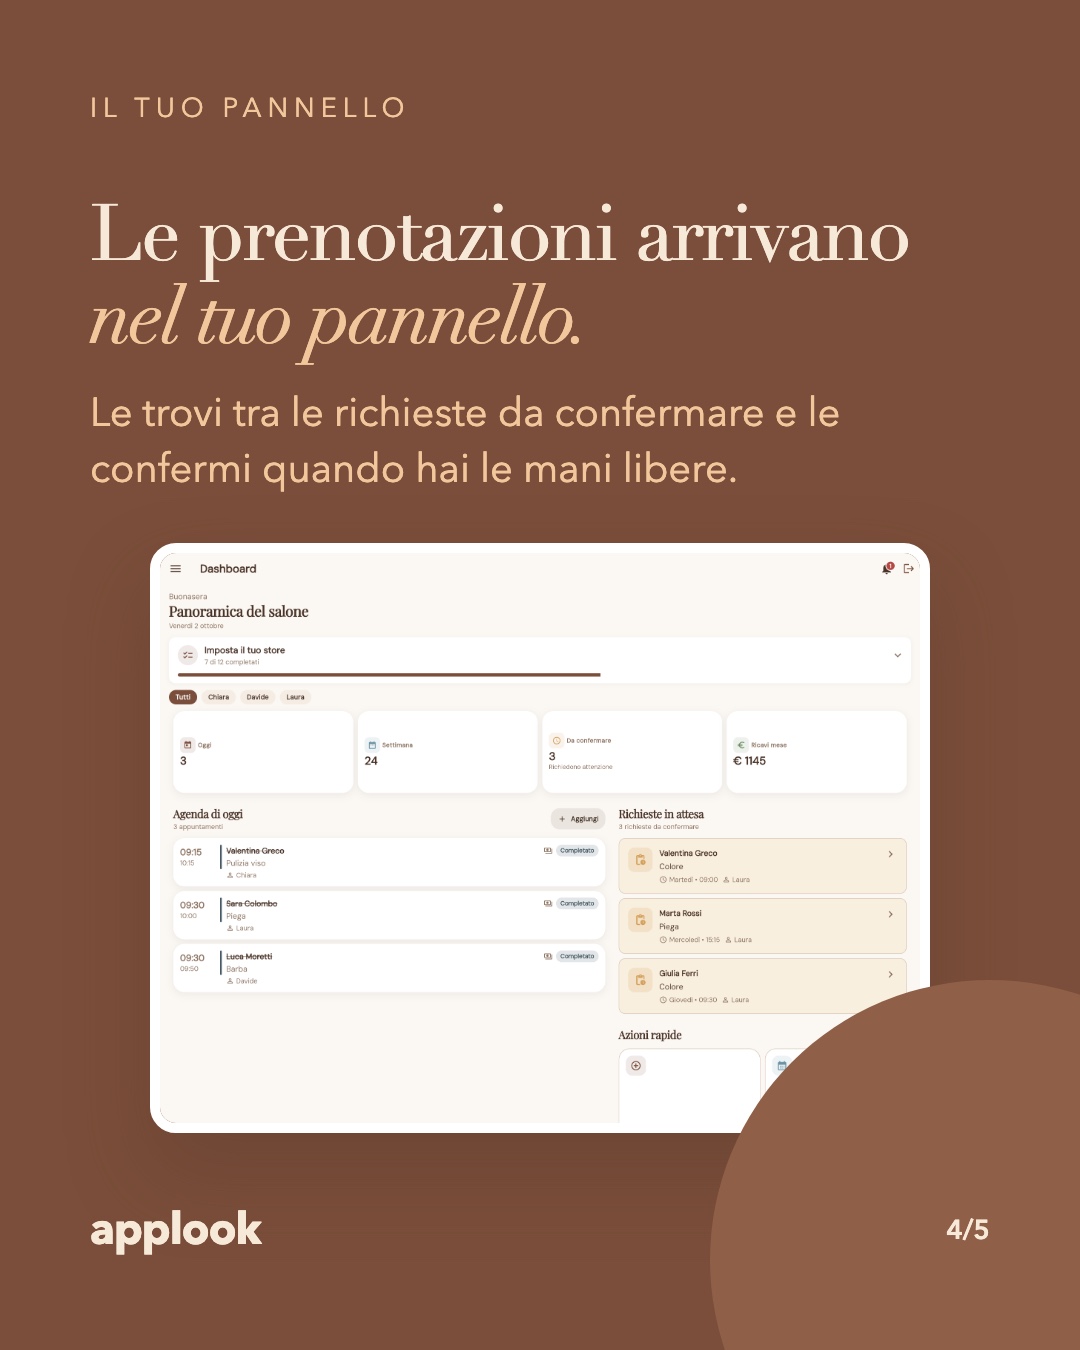 IL TUO PANNELLO
Le prenotazioni arrivano
nel tuo pannello.
Le trovi tra le richieste da confermare e le
confermi quando hai le mani libere.
Dashboard
1
Buonasera
Panoramica del salone
Venerdì 2 ottobre
Imposta il tuo store
7 di 12 completati
Tutti Chiara Davide Laura
Oggi
3
Settimana
24
Da confermare
3
Richiedono attenzione
Ricavi mese
€ 1145
Agenda di oggi
3 appuntamenti
+ Aggiungi
09:15
10:15
Valentina Greco
Pulizia viso
Chiara
Completato
09:30
10:00
Sara Colombo
Piega
Laura
Completato
09:30
09:50
Luca Moretti
Barba
Davide
Completato
Richieste in attesa
3 richieste da confermare
Valentina Greco
Colore
Martedì • 09:00 Laura
Marta Rossi
Piega
Mercoledì • 15:15 Laura
Giulia Ferri
Colore
Giovedì • 09:30 Laura
Azioni rapide
applook
4/5